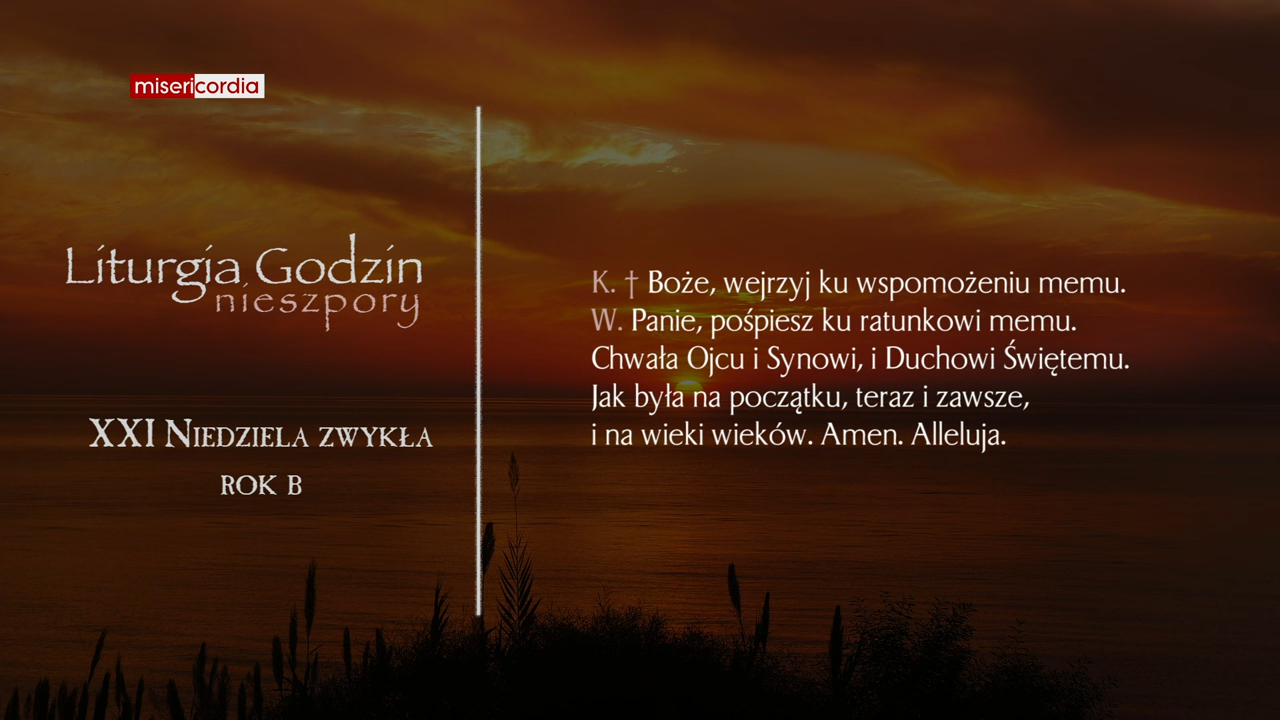 misericordia
Liturgia Godzin
nieszpory
XXI Niedziela zwykła
rok B
K. † Boże, wejrzyj ku wspomożeniu memu.
W. Panie, pośpiesz ku ratunkowi memu.
Chwała Ojcu i Synowi, i Duchowi Świętemu.
Jak była na początku, teraz i zawsze,
i na wieki wieków. Amen. Alleluja.